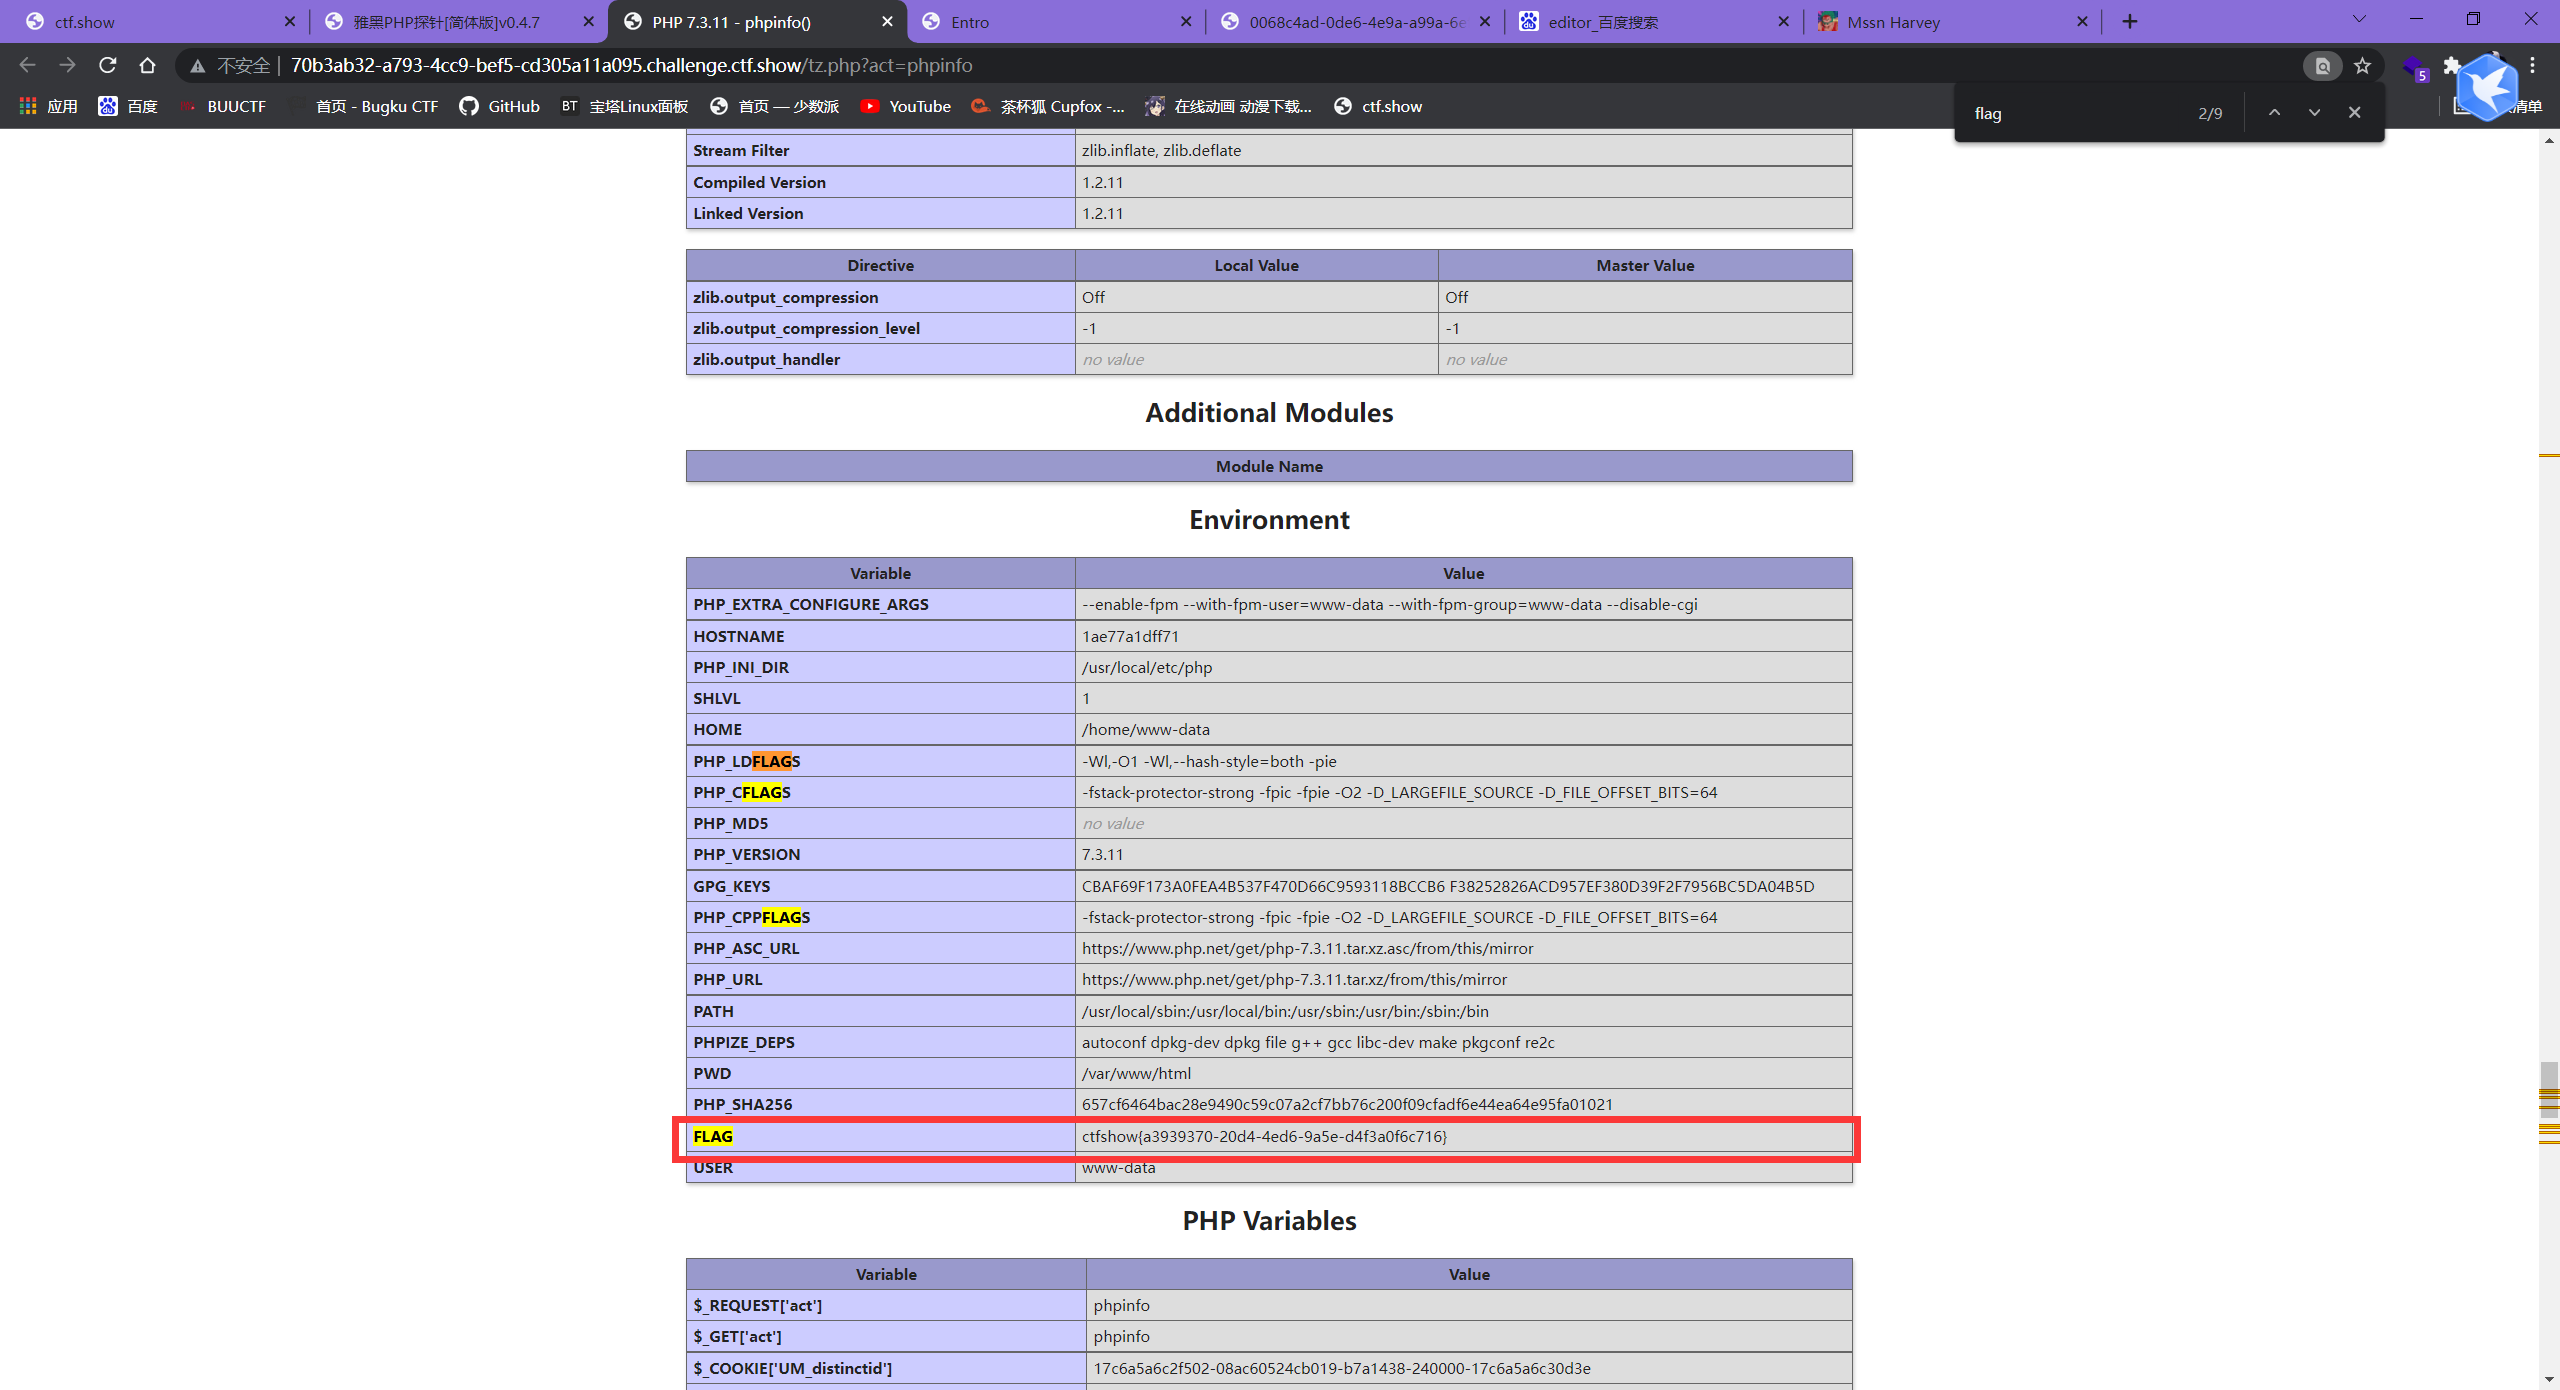 ctf.show
雅黑PHP探针[简体版]v0.4.7
PHP 7.3.11 - phpinfo()
Entro
0068c4ad-0de6-4e9a-a99a-6e
editor_百度搜索
Mssn Harvey
不安全 70b3ab32-a793-4cc9-bef5-cd305a11a095.challenge.ctf.show/tz.php?act=phpinfo
5
应用 百度 BUUCTF 首页 - Bugku CTF GitHub BT 宝塔Linux面板 首页 — 少数派 YouTube 茶杯狐 Cupfox -... 在线动画 动漫下载... ctf.show 清单
flag 2/9
Stream Filter zlib.inflate, zlib.deflate
Compiled Version 1.2.11
Linked Version 1.2.11
Directive Local Value Master Value
zlib.output_compression Off Off
zlib.output_compression_level -1 -1
zlib.output_handler no value no value
Additional Modules
Module Name
Environment
Variable Value
PHP_EXTRA_CONFIGURE_ARGS --enable-fpm --with-fpm-user=www-data --with-fpm-group=www-data --disable-cgi
HOSTNAME 1ae77a1dff71
PHP_INI_DIR /usr/local/etc/php
SHLVL 1
HOME /home/www-data
PHP_LDFLAGS -Wl,-O1 -Wl,--hash-style=both -pie
PHP_CFLAGS -fstack-protector-strong -fpic -fpie -O2 -D_LARGEFILE_SOURCE -D_FILE_OFFSET_BITS=64
PHP_MD5 no value
PHP_VERSION 7.3.11
GPG_KEYS CBAF69F173A0FEA4B537F470D66C9593118BCCB6 F38252826ACD957EF380D39F2F7956BC5DA04B5D
PHP_CPPFLAGS -fstack-protector-strong -fpic -fpie -O2 -D_LARGEFILE_SOURCE -D_FILE_OFFSET_BITS=64
PHP_ASC_URL https://www.php.net/get/php-7.3.11.tar.xz.asc/from/this/mirror
PHP_URL https://www.php.net/get/php-7.3.11.tar.xz/from/this/mirror
PATH /usr/local/sbin:/usr/local/bin:/usr/sbin:/usr/bin:/sbin:/bin
PHPIZE_DEPS autoconf dpkg-dev dpkg file g++ gcc libc-dev make pkgconf re2c
PWD /var/www/html
PHP_SHA256 657cf6464bac28e9490c59c07a2cf7bb76c200f09cfadf6e44ea64e95fa01021
FLAG ctfshow{a3939370-20d4-4ed6-9a5e-d4f3a0f6c716}
USER www-data
PHP Variables
Variable Value
$_REQUEST['act'] phpinfo
$_GET['act'] phpinfo
$_COOKIE['UM_distinctid'] 17c6a5a6c2f502-08ac60524cb019-b7a1438-240000-17c6a5a6c30d3e